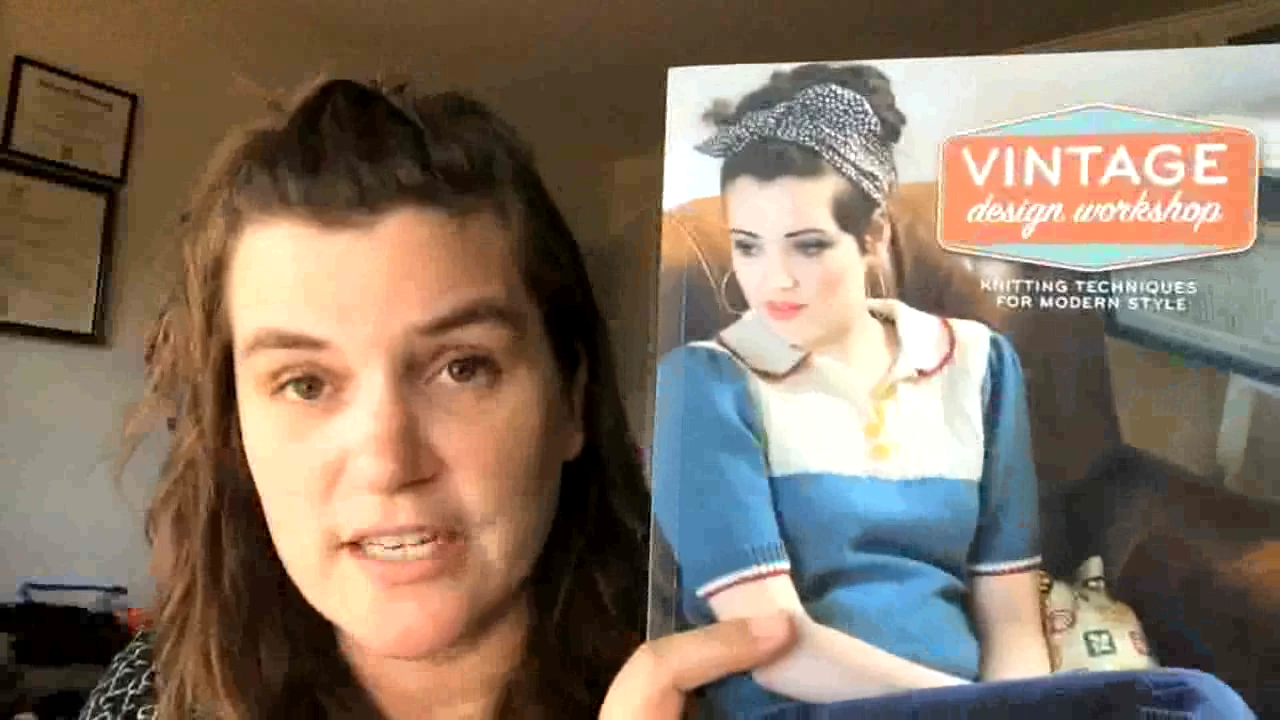 VINTAGE
design workshop
KNITTING TECHNIQUES
FOR MODERN STYLE